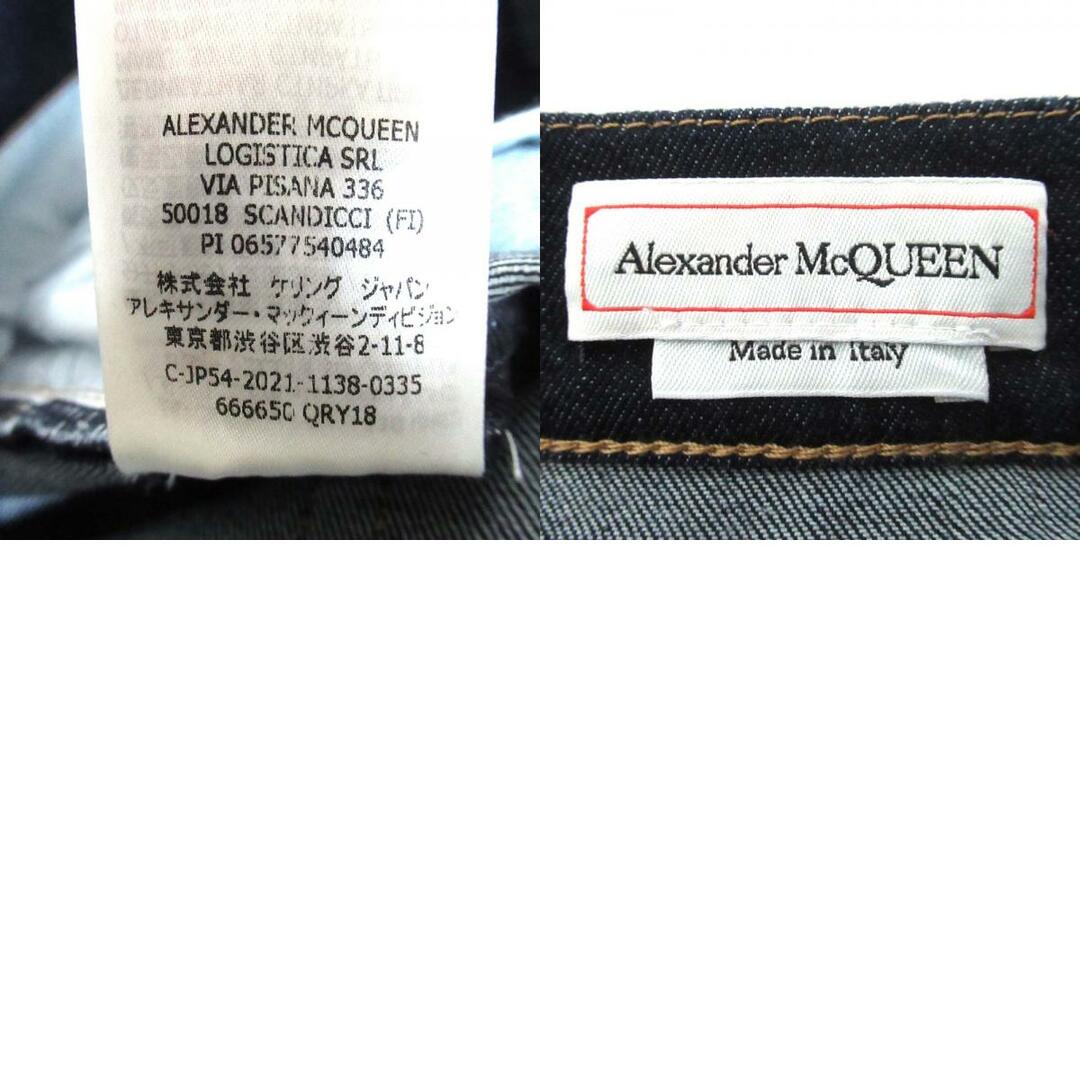 ALEXANDER MCQUEEN
LOGISTICA SRL
VIA PISANA 336
50018 SCANDICCI (FI)
PI 06577540484
株式会社 ケリング ジャパン
アレキサンダー・マックィーンディビジョン
東京都渋谷区渋谷2-11-8
C-JP54-2021-1138-0335
666650 QRY18
Alexander McQUEEN
Made in Italy